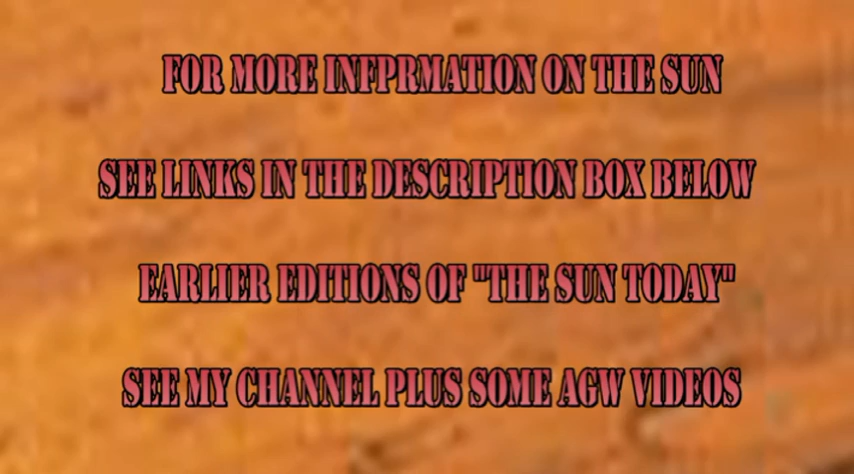 FOR MORE INFPRMATION ON THE SUN
SEE LINKS IN THE DESCRIPTION BOX BELOW
EARLIER EDITIONS OF "THE SUN TODAY"
SEE MY CHANNEL PLUS SOME AGW VIDEOS